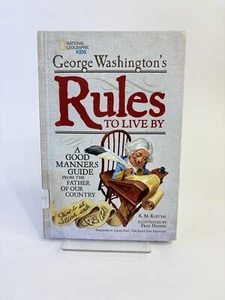 NATIONAL
GEOGRAPHIC
KiDS
George Washington's
Rules
TO LIVE BY
A
GOOD
MANNERS
GUIDE
FROM THE
FATHER
OF OUR
COUNTRY
K. M. KOSTYAL
ILLUSTRATED BY
FRED HARPER